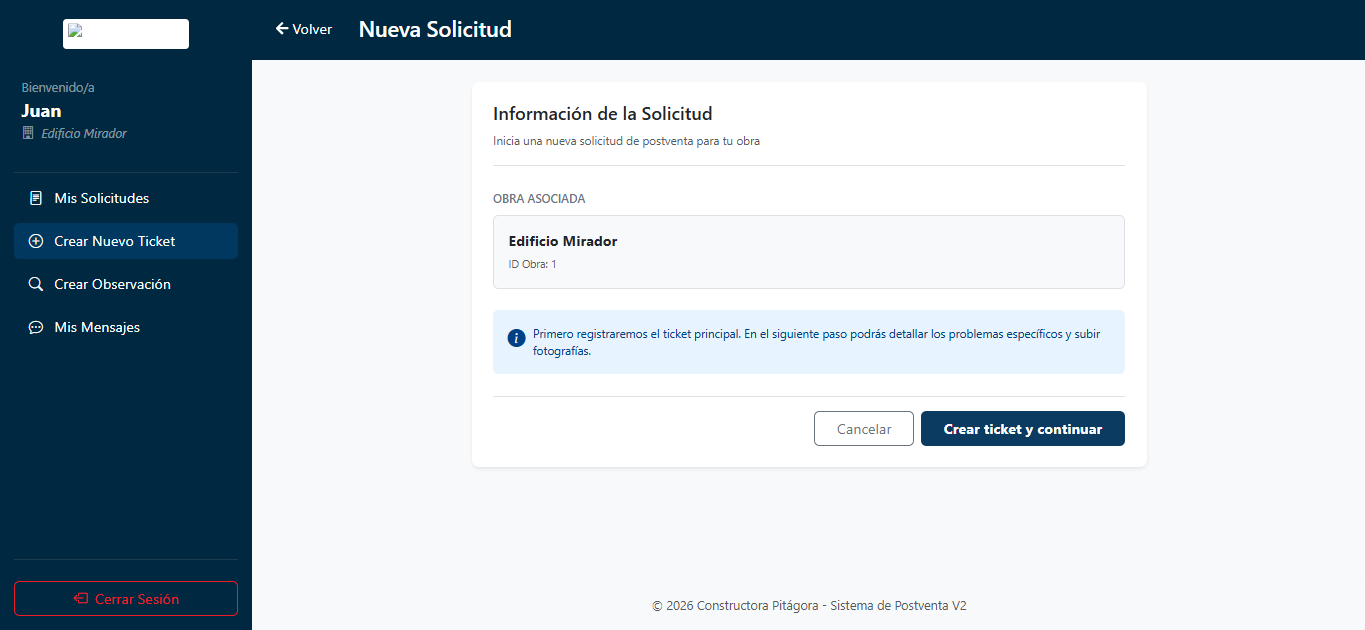 Volver
Nueva Solicitud
Bienvenido/a
Juan
Edificio Mirador
Mis Solicitudes
Crear Nuevo Ticket
Crear Observación
Mis Mensajes
Cerrar Sesión
Información de la Solicitud
Inicia una nueva solicitud de postventa para tu obra
OBRA ASOCIADA
Edificio Mirador
ID Obra: 1
Primero registraremos el ticket principal. En el siguiente paso podrás detallar los problemas específicos y subir
fotografías.
Cancelar
Crear ticket y continuar
© 2026 Constructora Pitágora - Sistema de Postventa V2